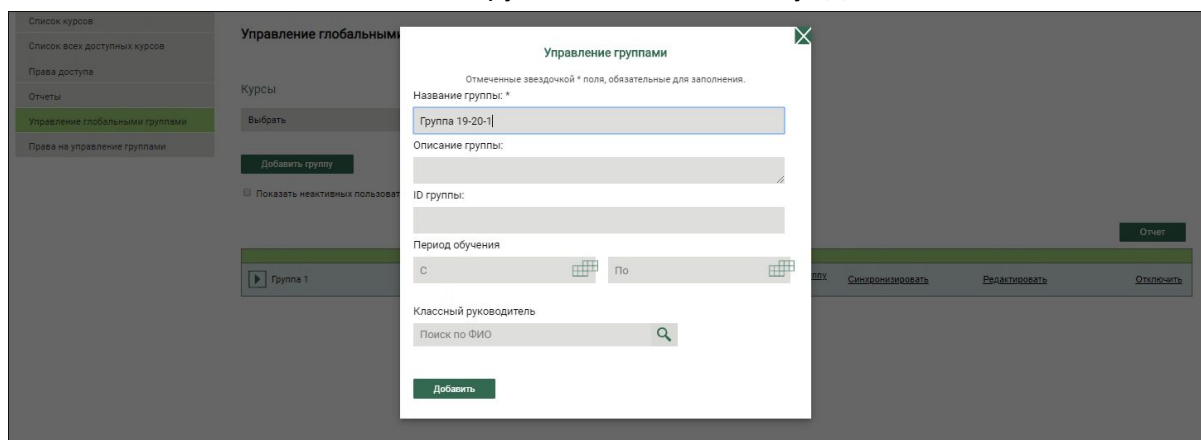 Список курсов
Список всех доступных курсов
Права доступа
Отчеты
Управление глобальными группами
Права на управление группами
Управление глобальными
Курсы
Выбрать
Добавить группу
Показать неактивных пользоват
Отчет
Группа 1
ппу
Синхронизировать
Редактировать
Отключить
Управление группами
Отмеченные звездочкой * поля, обязательные для заполнения.
Название группы: *
Группа 19-20-1
Описание группы:
ID группы:
Период обучения
С
По
Классный руководитель
Поиск по ФИО
Добавить